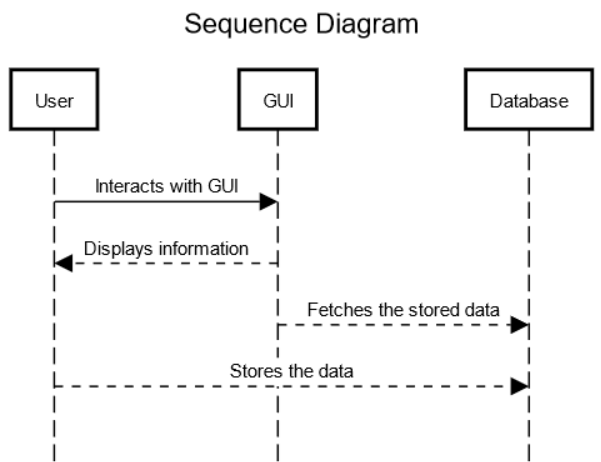 Sequence Diagram
User
GUI
Database
Interacts with GUI
Displays information
Fetches the stored data
Stores the data